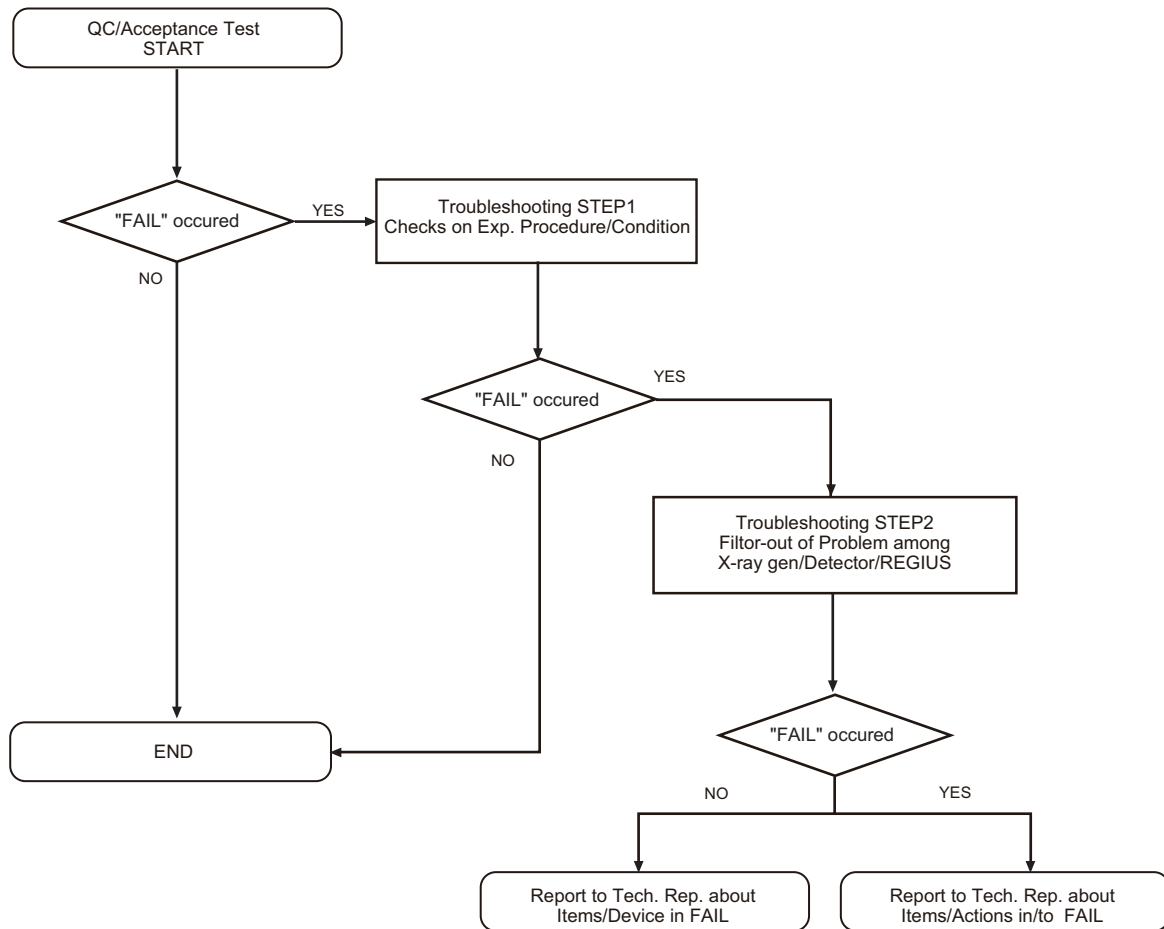 QC/Acceptance Test
START
"FAIL" occured
YES
Troubleshooting STEP1
Checks on Exp. Procedure/Condition
NO
"FAIL" occured
YES
NO
Troubleshooting STEP2
Filtor-out of Problem among
X-ray gen/Detector/REGIUS
END
"FAIL" occured
NO
YES
Report to Tech. Rep. about
Items/Device in FAIL
Report to Tech. Rep. about
Items/Actions in/to FAIL